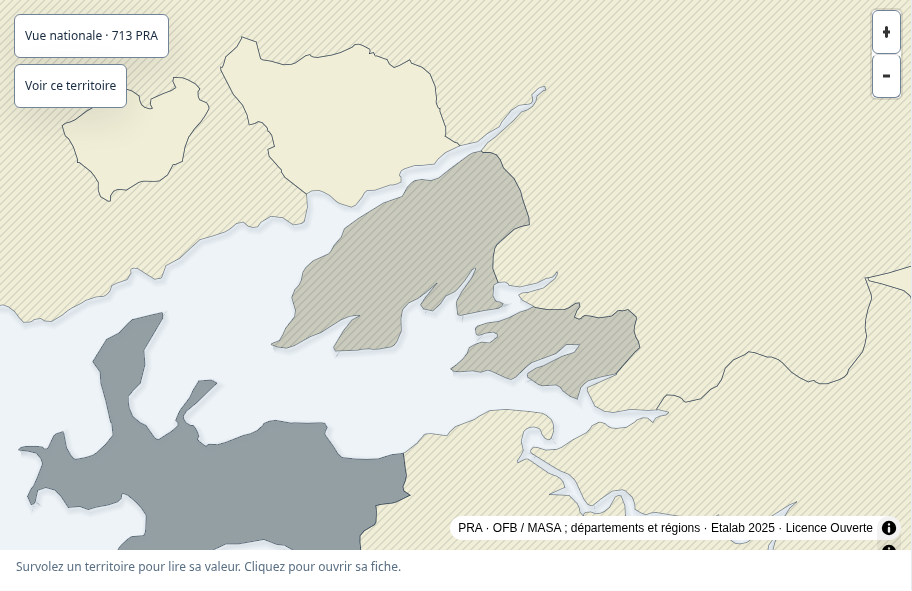 Vue nationale · 713 PRA
Voir ce territoire
+
-
PRA · OFB / MASA ; départements et régions · Etalab 2025 · Licence Ouverte
Survolez un territoire pour lire sa valeur. Cliquez pour ouvrir sa fiche.